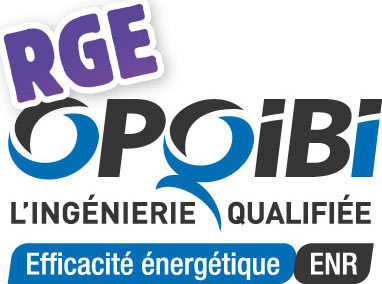 RGE
OPQiBi
L'INGÉNIERIE QUALIFIÉE
Efficacité énergétique ENR